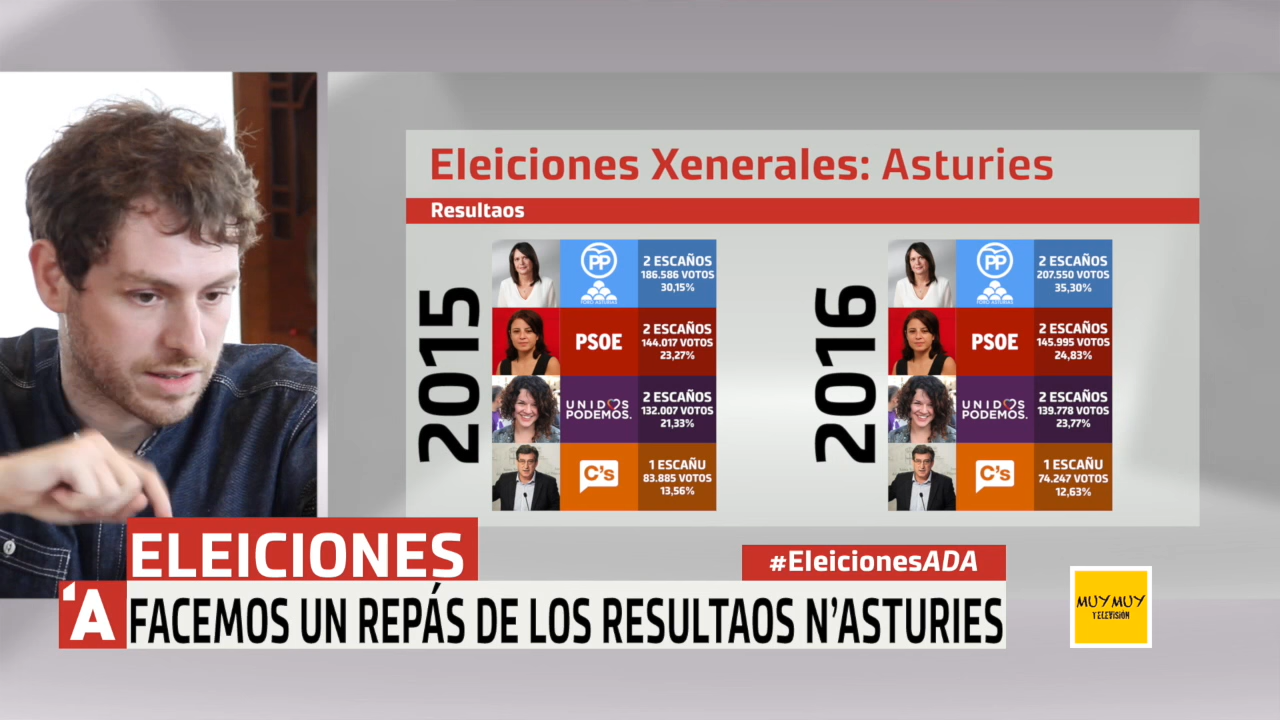 Eleiciones Xenerales: Asturies
Resultaos
2015
PP
FORO ASTURIAS
2 ESCAÑOS
186.586 VOTOS
30,15%
PSOE
2 ESCAÑOS
144.017 VOTOS
23,27%
UNIDOS
PODEMOS.
2 ESCAÑOS
132.007 VOTOS
21,33%
C's
1 ESCAÑU
83.885 VOTOS
13,56%
2016
PP
FORO ASTURIAS
2 ESCAÑOS
207.550 VOTOS
35,30%
PSOE
2 ESCAÑOS
145.995 VOTOS
24,83%
UNIDOS
PODEMOS.
2 ESCAÑOS
139.778 VOTOS
23,77%
C's
1 ESCAÑU
74.247 VOTOS
12,63%
ELEICIONES
#EleicionesADA
'A
FACEMOS UN REPÁS DE LOS RESULTAOS N'ASTURIES
MUY MUY
TELEVISIÓN